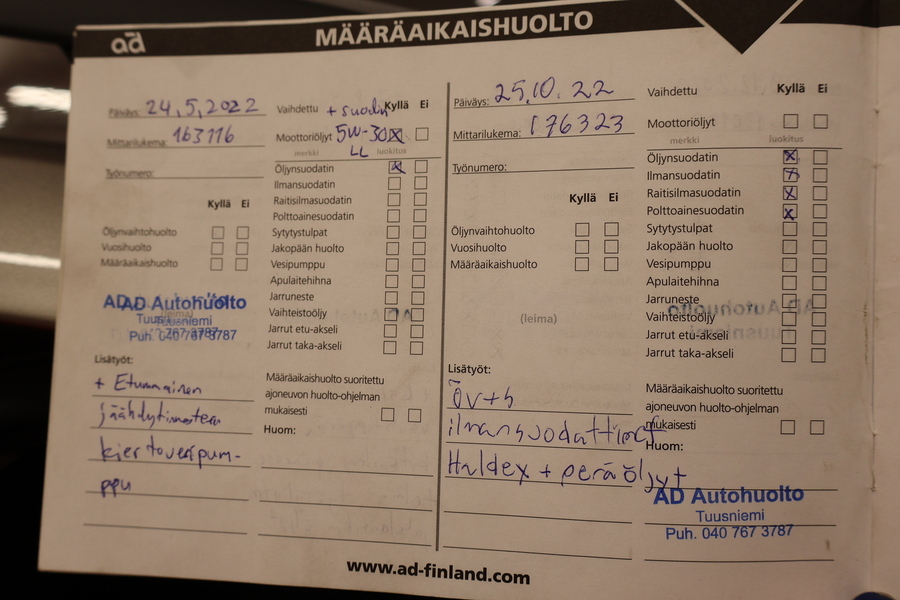 ad
MÄÄRÄAIKAISHUOLTO
Päiväys: 24,5,2022
Mittarilukema: 163116
Työnumero:
Kyllä Ei
Öljynvaihtohuolto
Vuosihuolto
Määräaikaishuolto
AD Autohuolto
Tuusniemi
Puh. 040 767 3787
Lisätyöt:
+ Etummainen
jäähdytinnesteen
kiertovesipum-
ppu
Vaihdettu + suodin Kyllä Ei
Moottoriöljyt 5W-30 X
merkki LL luokitus
Öljynsuodatin X
Ilmansuodatin
Raitisilmasuodatin
Polttoainesuodatin
Sytytystulpat
Jakopään huolto
Vesipumppu
Apulaitehihna
Jarruneste
Vaihteistoöljy
Jarrut etu-akseli
Jarrut taka-akseli
Määräaikaishuolto suoritettu
ajoneuvon huolto-ohjelman
mukaisesti
Huom:
Päiväys: 25,10.22
Mittarilukema: 176323
Työnumero:
Kyllä Ei
Öljynvaihtohuolto
Vuosihuolto
Määräaikaishuolto
(leima)
Lisätyöt:
Öv+h
ilmansuodattimet
Haldex + peräöljyt
Vaihdettu Kyllä Ei
Moottoriöljyt
merkki luokitus
Öljynsuodatin X
Ilmansuodatin X
Raitisilmasuodatin X
Polttoainesuodatin X
Sytytystulpat
Jakopään huolto
Vesipumppu
Apulaitehihna
Jarruneste
Vaihteistoöljy
Jarrut etu-akseli
Jarrut taka-akseli
Määräaikaishuolto suoritettu
ajoneuvon huolto-ohjelman
mukaisesti
Huom:
AD Autohuolto
Tuusniemi
Puh. 040 767 3787
www.ad-finland.com